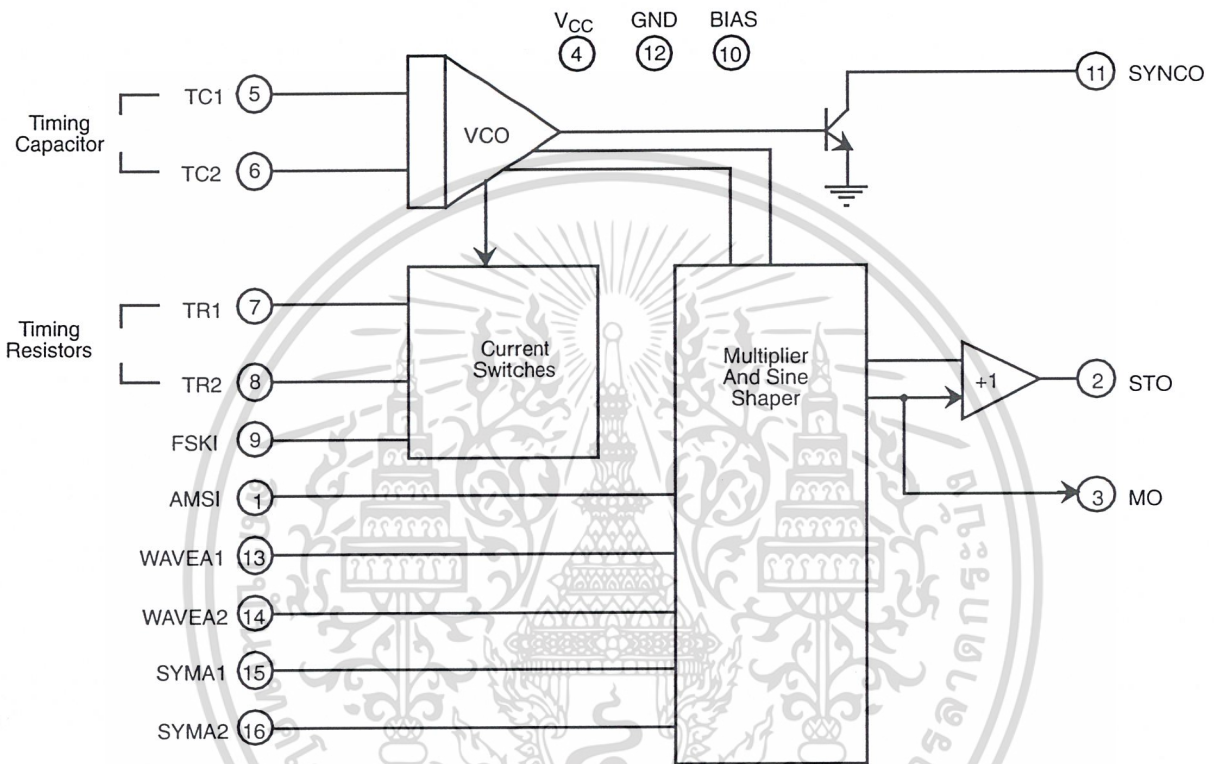 VCC GND BIAS
4 12 10
TC1 5
Timing
Capacitor
TC2 6
VCO
11 SYNCO
TR1 7
Timing
Resistors
TR2 8
FSKI 9
Current
Switches
Multiplier
And Sine
Shaper
+1
2 STO
3 MO
AMSI 1
WAVEA1 13
WAVEA2 14
SYMA1 15
SYMA2 16